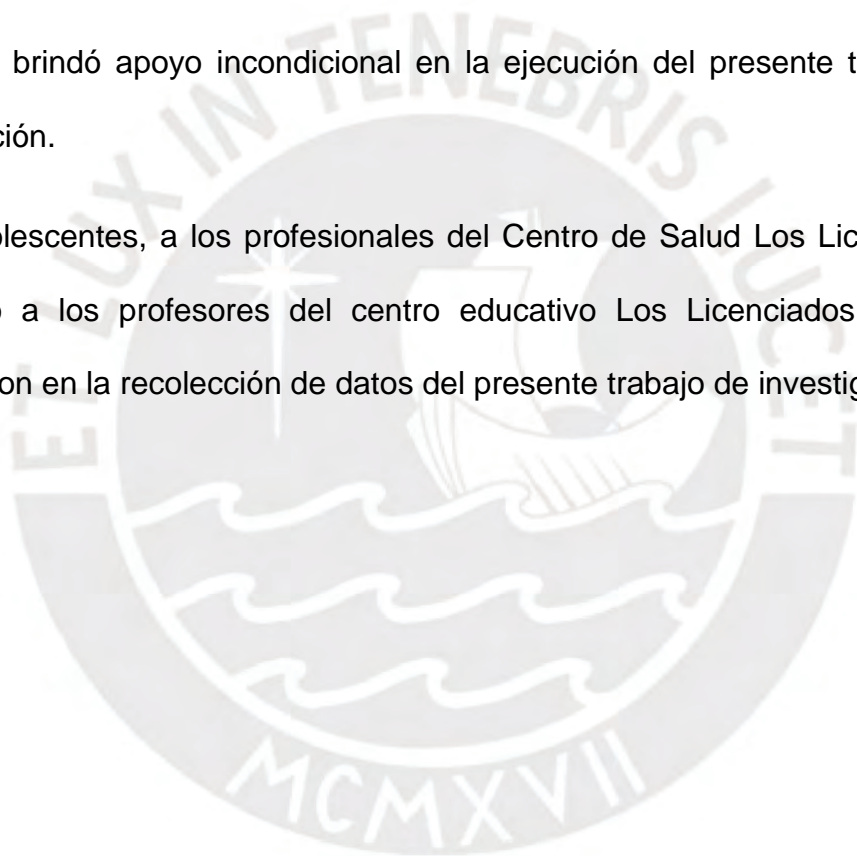 brindó apoyo incondicional en la ejecución del presente t
ción.
olescentes, a los profesionales del Centro de Salud Los Lic
a los profesores del centro educativo Los Licenciados
on en la recolección de datos del presente trabajo de investig
ET LUX IN TENEBRIS LUCET
MCMXVII